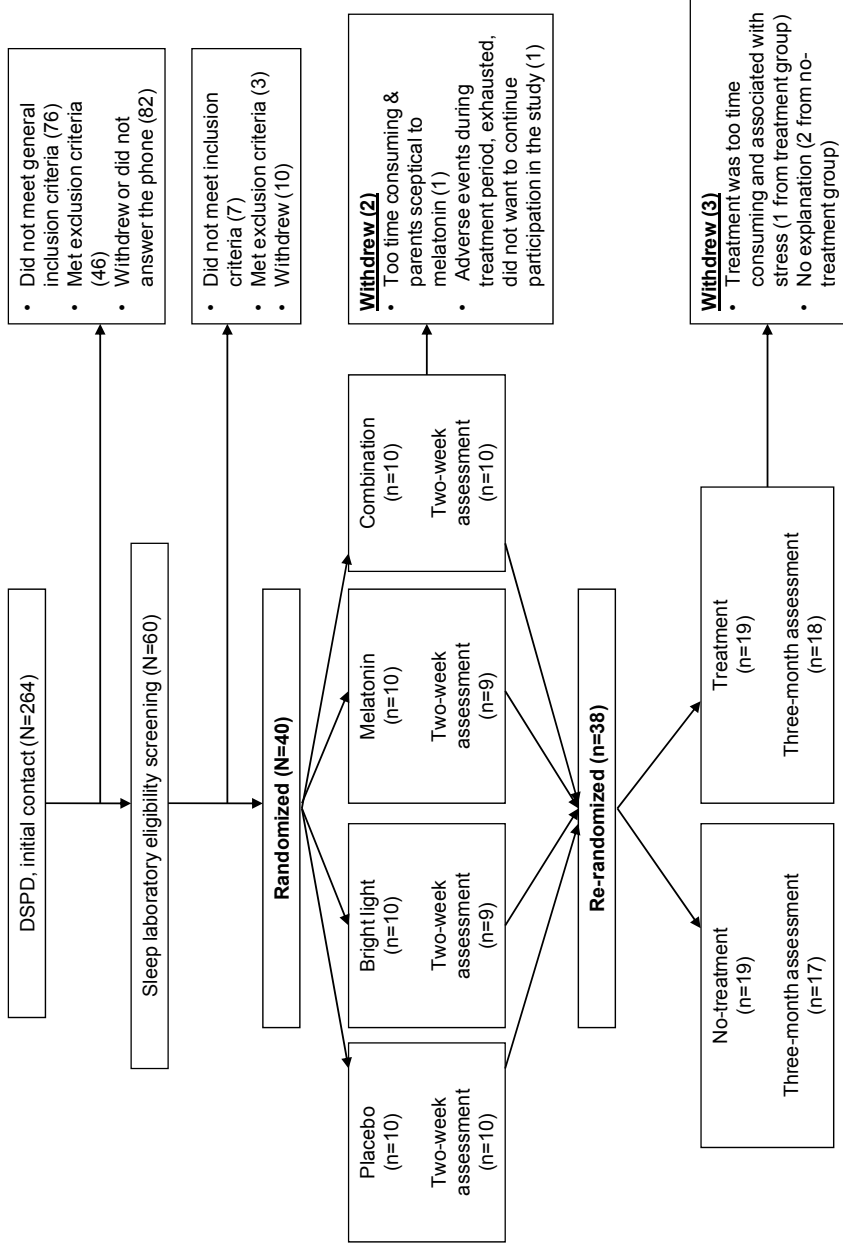 DSPD, initial contact (N=264)
• Did not meet general
inclusion criteria (76)
• Met exclusion criteria
(46)
• Withdrew or did not
answer the phone (82)
Sleep laboratory eligibility screening (N=60)
• Did not meet inclusion
criteria (7)
• Met exclusion criteria (3)
• Withdrew (10)
Randomized (N=40)
Placebo
(n=10)
Two-week
assessment
(n=10)
Bright light
(n=10)
Two-week
assessment
(n=9)
Melatonin
(n=10)
Two-week
assessment
(n=9)
Combination
(n=10)
Two-week
assessment
(n=10)
Withdrew (2)
• Too time consuming &
parents sceptical to
melatonin (1)
• Adverse events during
treatment period, exhausted,
did not want to continue
participation in the study (1)
Re-randomized (n=38)
No-treatment
(n=19)
Three-month assessment
(n=17)
Treatment
(n=19)
Three-month assessment
(n=18)
Withdrew (3)
• Treatment was too time
consuming and associated with
stress (1 from treatment group)
• No explanation (2 from no-
treatment group)